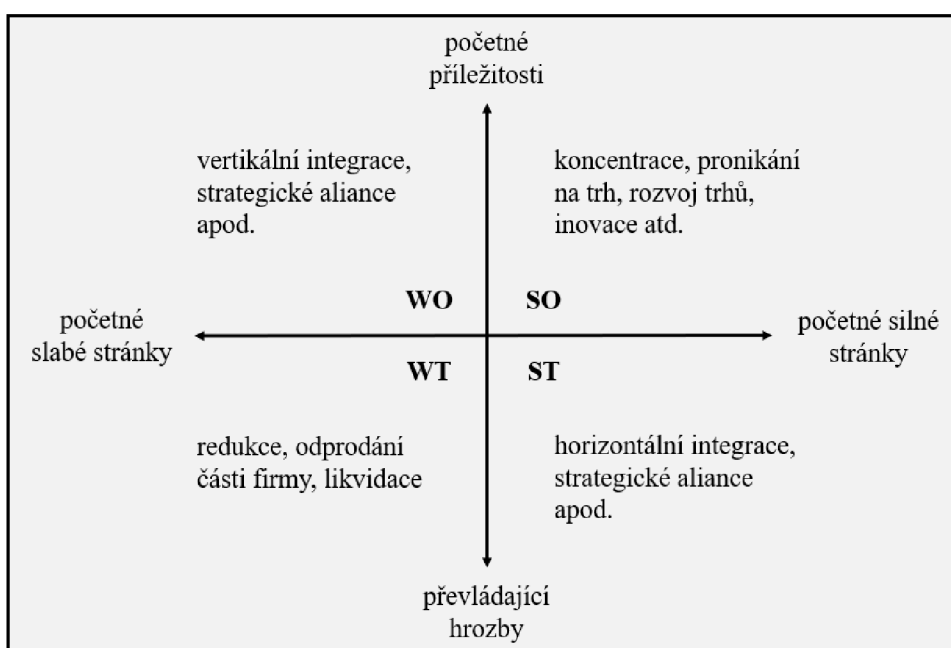 početné
příležitosti
vertikální integrace,
strategické aliance
apod.
koncentrace, pronikání
na trh, rozvoj trhů,
inovace atd.
WO
SO
početné
slabé stránky
početné silné
stránky
WT
ST
redukce, odprodání
části firmy, likvidace
horizontální integrace,
strategické aliance
apod.
převládající
hrozby